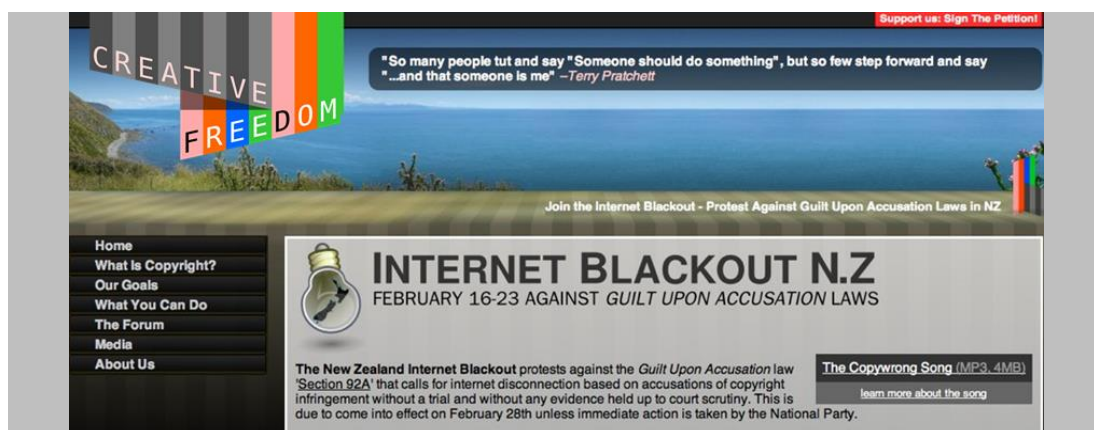 Support us: Sign The Petition!
CREATIVE
FREEDOM
"So many people tut and say "Someone should do something", but so few step forward and say
"...and that someone is me" –Terry Pratchett
Join the Internet Blackout - Protest Against Guilt Upon Accusation Laws in NZ
Home
What Is Copyright?
Our Goals
What You Can Do
The Forum
Media
About Us
INTERNET BLACKOUT N.Z
FEBRUARY 16-23 AGAINST GUILT UPON ACCUSATION LAWS
The New Zealand Internet Blackout protests against the Guilt Upon Accusation law
'Section 92A' that calls for internet disconnection based on accusations of copyright
infringement without a trial and without any evidence held up to court scrutiny. This is
due to come into effect on February 28th unless immediate action is taken by the National Party.
The Copywrong Song (MP3, 4MB)
learn more about the song